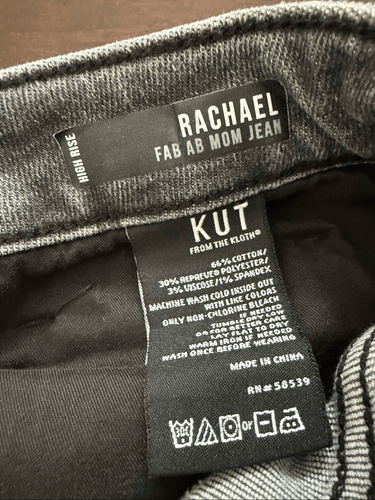 HIGH RISE
RACHAEL
FAB AB MOM JEAN
KUT
FROM THE KLOTH®
66% COTTON/
30% REPREVE® POLYESTER/
3% VISCOSE/1% SPANDEX
MACHINE WASH COLD INSIDE OUT
WITH LIKE COLORS
ONLY NON-CHLORINE BLEACH
IF NEEDED
TUMBLE DRY LOW
OR FOR BETTER CARE
LAY FLAT TO DRY
WARM IRON IF NEEDED
WASH ONCE BEFORE WEARING
MADE IN CHINA
RN#58539
or